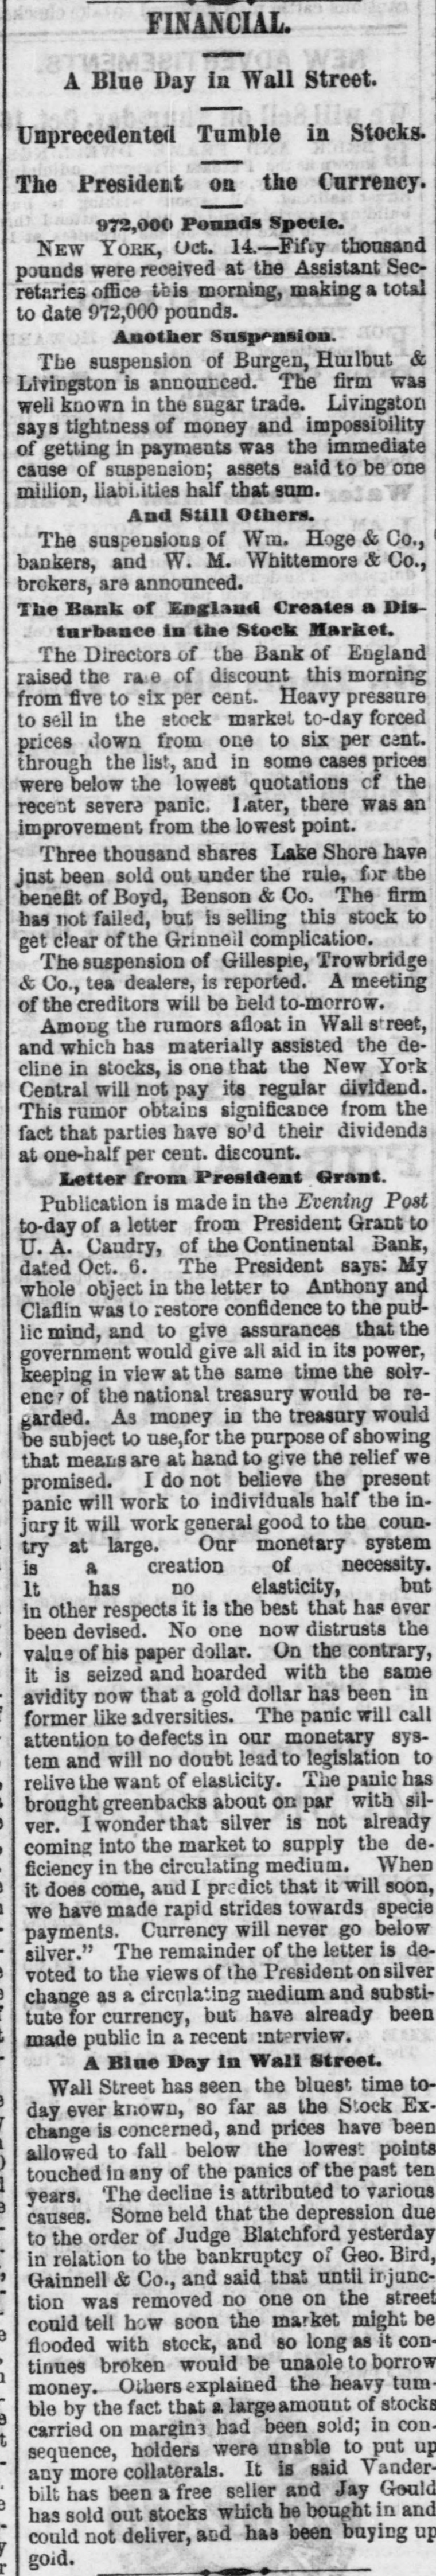 FINANCIAL.
A Blue Day in Wall Street.
Unprecedented Tumble in Stocks.
The President on the Currency.
972,000 Pounds Specie.
NEW YORK, Oct. 14.—Fifty thousand
pounds were received at the Assistant Sec-
retaries office this morning, making a total
to date 972,000 pounds.
Another Suspension.
The suspension of Burgen, Hurlbut &
Livingston is announced. The firm was
well known in the sugar trade. Livingston
says tightness of money and impossibility
of getting in payments was the immediate
cause of suspension; assets said to be one
million, liabilities half that sum.
And Still Others.
The suspensions of Wm. Hoge & Co.,
bankers, and W. M. Whittemore & Co.,
brokers, are announced.
The Bank of England Creates a Dis-
turbance in the Stock Market.
The Directors of the Bank of England
raised the ra e of discount this morning
from five to six per cent. Heavy pressure
to sell in the stock market to-day forced
prices down from one to six per cent.
through the list, and in some cases prices
were below the lowest quotations of the
recent severe panic. Later, there was an
improvement from the lowest point.
Three thousand shares Lake Shore have
just been sold out under the rule, for the
benefit of Boyd, Benson & Co. The firm
has not failed, but is selling this stock to
get clear of the Grinnell complication.
The suspension of Gillespie, Trowbridge
& Co., tea dealers, is reported. A meeting
of the creditors will be held to-morrow.
Among the rumors afloat in Wall street,
and which has materially assisted the de-
cline in stocks, is one that the New York
Central will not pay its regular dividend.
This rumor obtains significance from the
fact that parties have so'd their dividends
at one-half per cent. discount.
Letter from President Grant.
Publication is made in the Evening Post
to-day of a letter from President Grant to
U. A. Caudry, of the Continental Bank,
dated Oct. 6. The President says: My
whole object in the letter to Anthony and
Claflin was to restore confidence to the pub-
lic mind, and to give assurances that the
government would give all aid in its power,
keeping in view at the same time the solv-
ency of the national treasury would be re-
garded. As money in the treasury would
be subject to use,for the purpose of showing
that means are at hand to give the relief we
promised. I do not believe the present
panic will work to individuals half the in-
jury it will work general good to the coun-
try at large. Our monetary system
is a creation of necessity.
It has no elasticity, but
in other respects it is the best that has ever
been devised. No one now distrusts the
value of his paper dollar. On the contrary,
it is seized and hoarded with the same
avidity now that a gold dollar has been in
former like adversities. The panic will call
attention to defects in our monetary sys-
tem and will no doubt lead to legislation to
relive the want of elasticity. The panic has
brought greenbacks about on par with sil-
ver. I wonder that silver is not already
coming into the market to supply the de-
ficiency in the circulating medium. When
it does come, and I predict that it will soon,
we have made rapid strides towards specie
payments. Currency will never go below
silver." The remainder of the letter is de-
voted to the views of the President on silver
change as a circulating medium and substi-
tute for currency, but have already been
made public in a recent interview.
A Blue Day in Wall Street.
Wall Street has seen the bluest time to-
day ever known, so far as the Stock Ex-
change is concerned, and prices have been
allowed to fall below the lowest points
touched in any of the panics of the past ten
years. The decline is attributed to various
causes. Some held that the depression due
to the order of Judge Blatchford yesterday
in relation to the bankruptcy of Geo. Bird,
Gainnell & Co., and said that until injunc-
tion was removed no one on the street
could tell how soon the market might be
flooded with stock, and so long as it con-
tinues broken would be unable to borrow
money. Others explained the heavy tum-
ble by the fact that a large amount of stocks
carried on margins had been sold; in con-
sequence, holders were unable to put up
any more collaterals. It is said Vander-
bilt has been a free seller and Jay Gould
has sold out stocks which he bought in and
could not deliver, and has been buying up
gold.